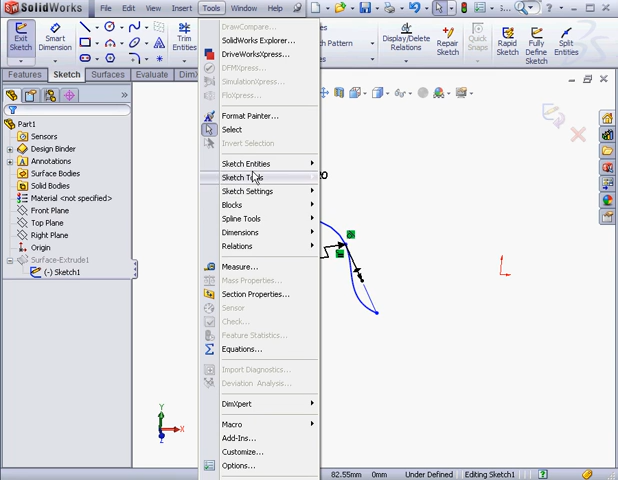 SolidWorks
File Edit View Insert Tools Window Help
Exit Sketch
Smart Dimension
Trim Entities
Pattern
Display/Delete Relations
Repair Sketch
Quick Snaps
Rapid Sketch
Fully Define Sketch
Split Entities
Features Sketch Surfaces Evaluate DimX
Part1
Sensors
Design Binder
Annotations
Surface Bodies
Solid Bodies
Material <not specified>
Front Plane
Top Plane
Right Plane
Origin
Surface-Extrude1
(-) Sketch1
DrawCompare...
SolidWorks Explorer...
DriveWorksXpress...
DFMXpress...
SimulationXpress...
FloXpress...
Format Painter...
Select
Invert Selection
Sketch Entities
Sketch Tools
Sketch Settings
Blocks
Spline Tools
Dimensions
Relations
Measure...
Mass Properties...
Section Properties...
Sensor
Check...
Feature Statistics...
Equations...
Import Diagnostics...
Deviation Analysis...
DimXpert
Macro
Add-Ins...
Customize...
Options...
Y
X
82.55mm 0mm Under Defined Editing Sketch1